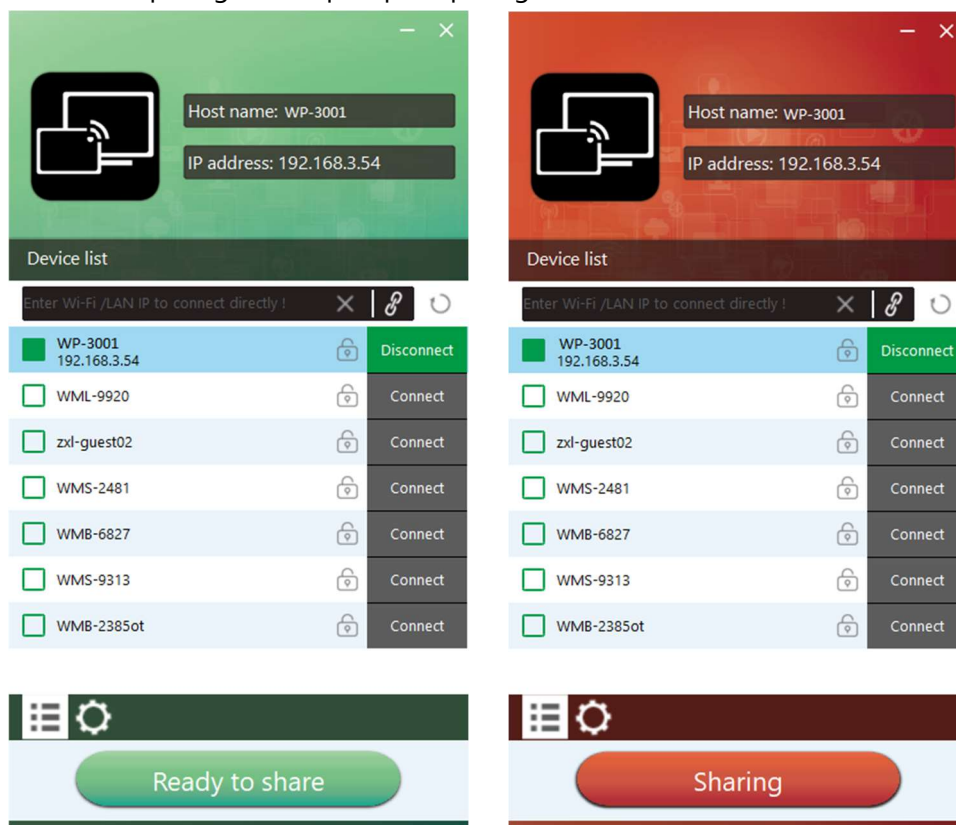 Host name: WP-3001
IP address: 192.168.3.54
Device list
Enter Wi-Fi /LAN IP to connect directly !
WP-3001
192.168.3.54
Disconnect
WML-9920
Connect
zxl-guest02
Connect
WMS-2481
Connect
WMB-6827
Connect
WMS-9313
Connect
WMB-2385ot
Connect
Ready to share
Host name: WP-3001
IP address: 192.168.3.54
Device list
Enter Wi-Fi /LAN IP to connect directly !
WP-3001
192.168.3.54
Disconnect
WML-9920
Connect
zxl-guest02
Connect
WMS-2481
Connect
WMB-6827
Connect
WMS-9313
Connect
WMB-2385ot
Connect
Sharing